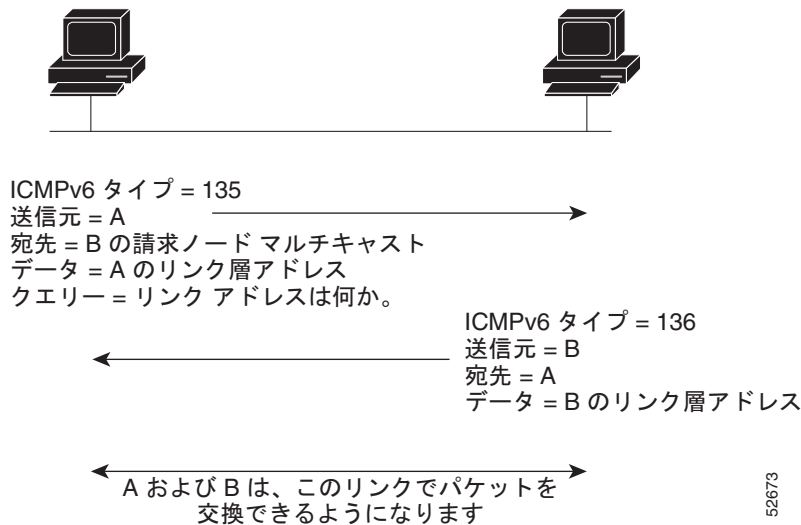 ICMPv6 タイプ = 135
送信元 = A
宛先 = B の請求ノード マルチキャスト
データ = A のリンク層アドレス
クエリー = リンク アドレスは何か。
ICMPv6 タイプ = 136
送信元 = B
宛先 = A
データ = B のリンク層アドレス
A および B は、このリンクでパケットを
交換できるようになります
52673